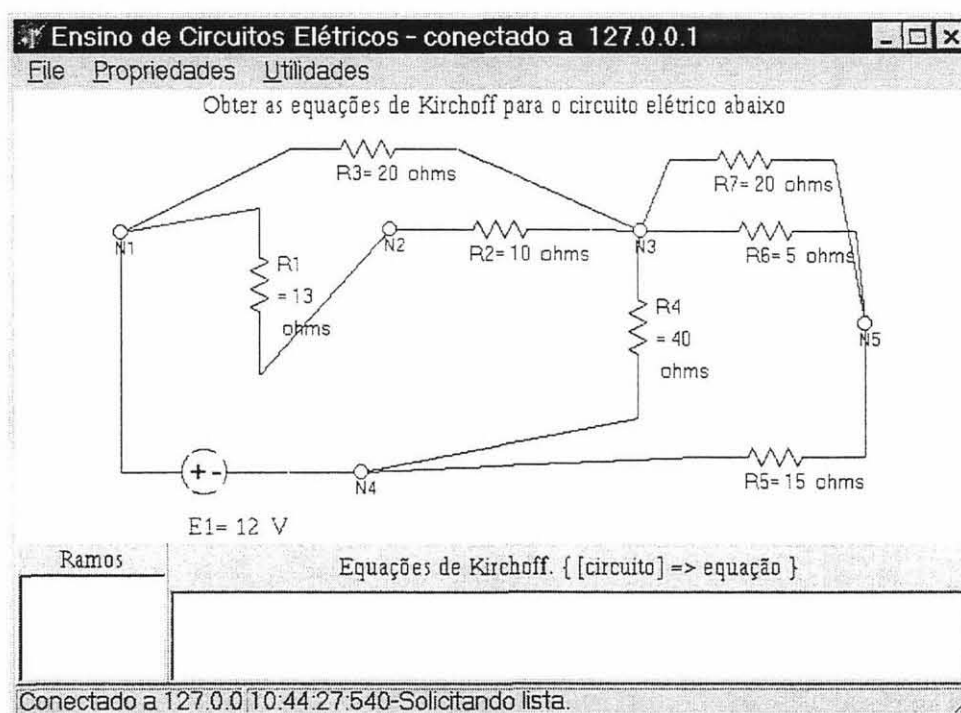 Ensino de Circuitos Elétricos - conectado a 127.0.0.1
File Propriedades Utilidades
Obter as equações de Kirchoff para o circuito elétrico abaixo
R3= 20 ohms
R7= 20 ohms
N1
N2
R2= 10 ohms
N3
R6= 5 ohms
R1
= 13
ohms
R4
= 40
ohms
N5
N4
R5= 15 ohms
E1= 12 V
Ramos
Equações de Kirchoff. { [circuito] => equação }
Conectado a 127.0.0 10:44:27:540-Solicitando lista.